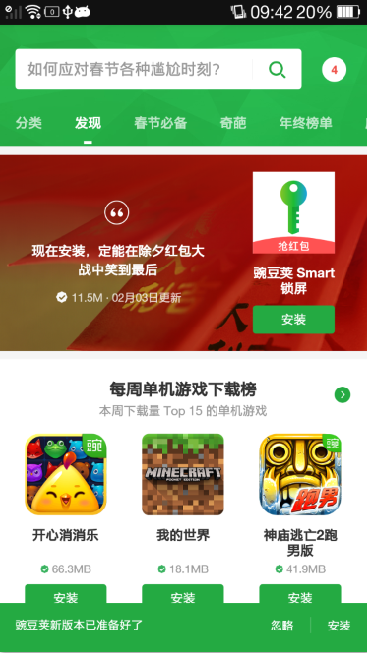 09:42 20%
如何应对春节各种尴尬时刻?
4
分类 发现 春节必备 奇葩 年终榜单
现在安装，定能在除夕红包大
战中笑到最后
11.5M · 02月03日更新
抢红包
豌豆荚 Smart
锁屏
安装
每周单机游戏下载榜
本周下载量 Top 15 的单机游戏
豌
MINECRAFT
POCKET EDITION
豌
跑男
开心消消乐
我的世界
神庙逃亡2跑
男版
66.3MB
18.1MB
41.9MB
安装
安装
安装
豌豆荚新版本已准备好了
忽略
安装